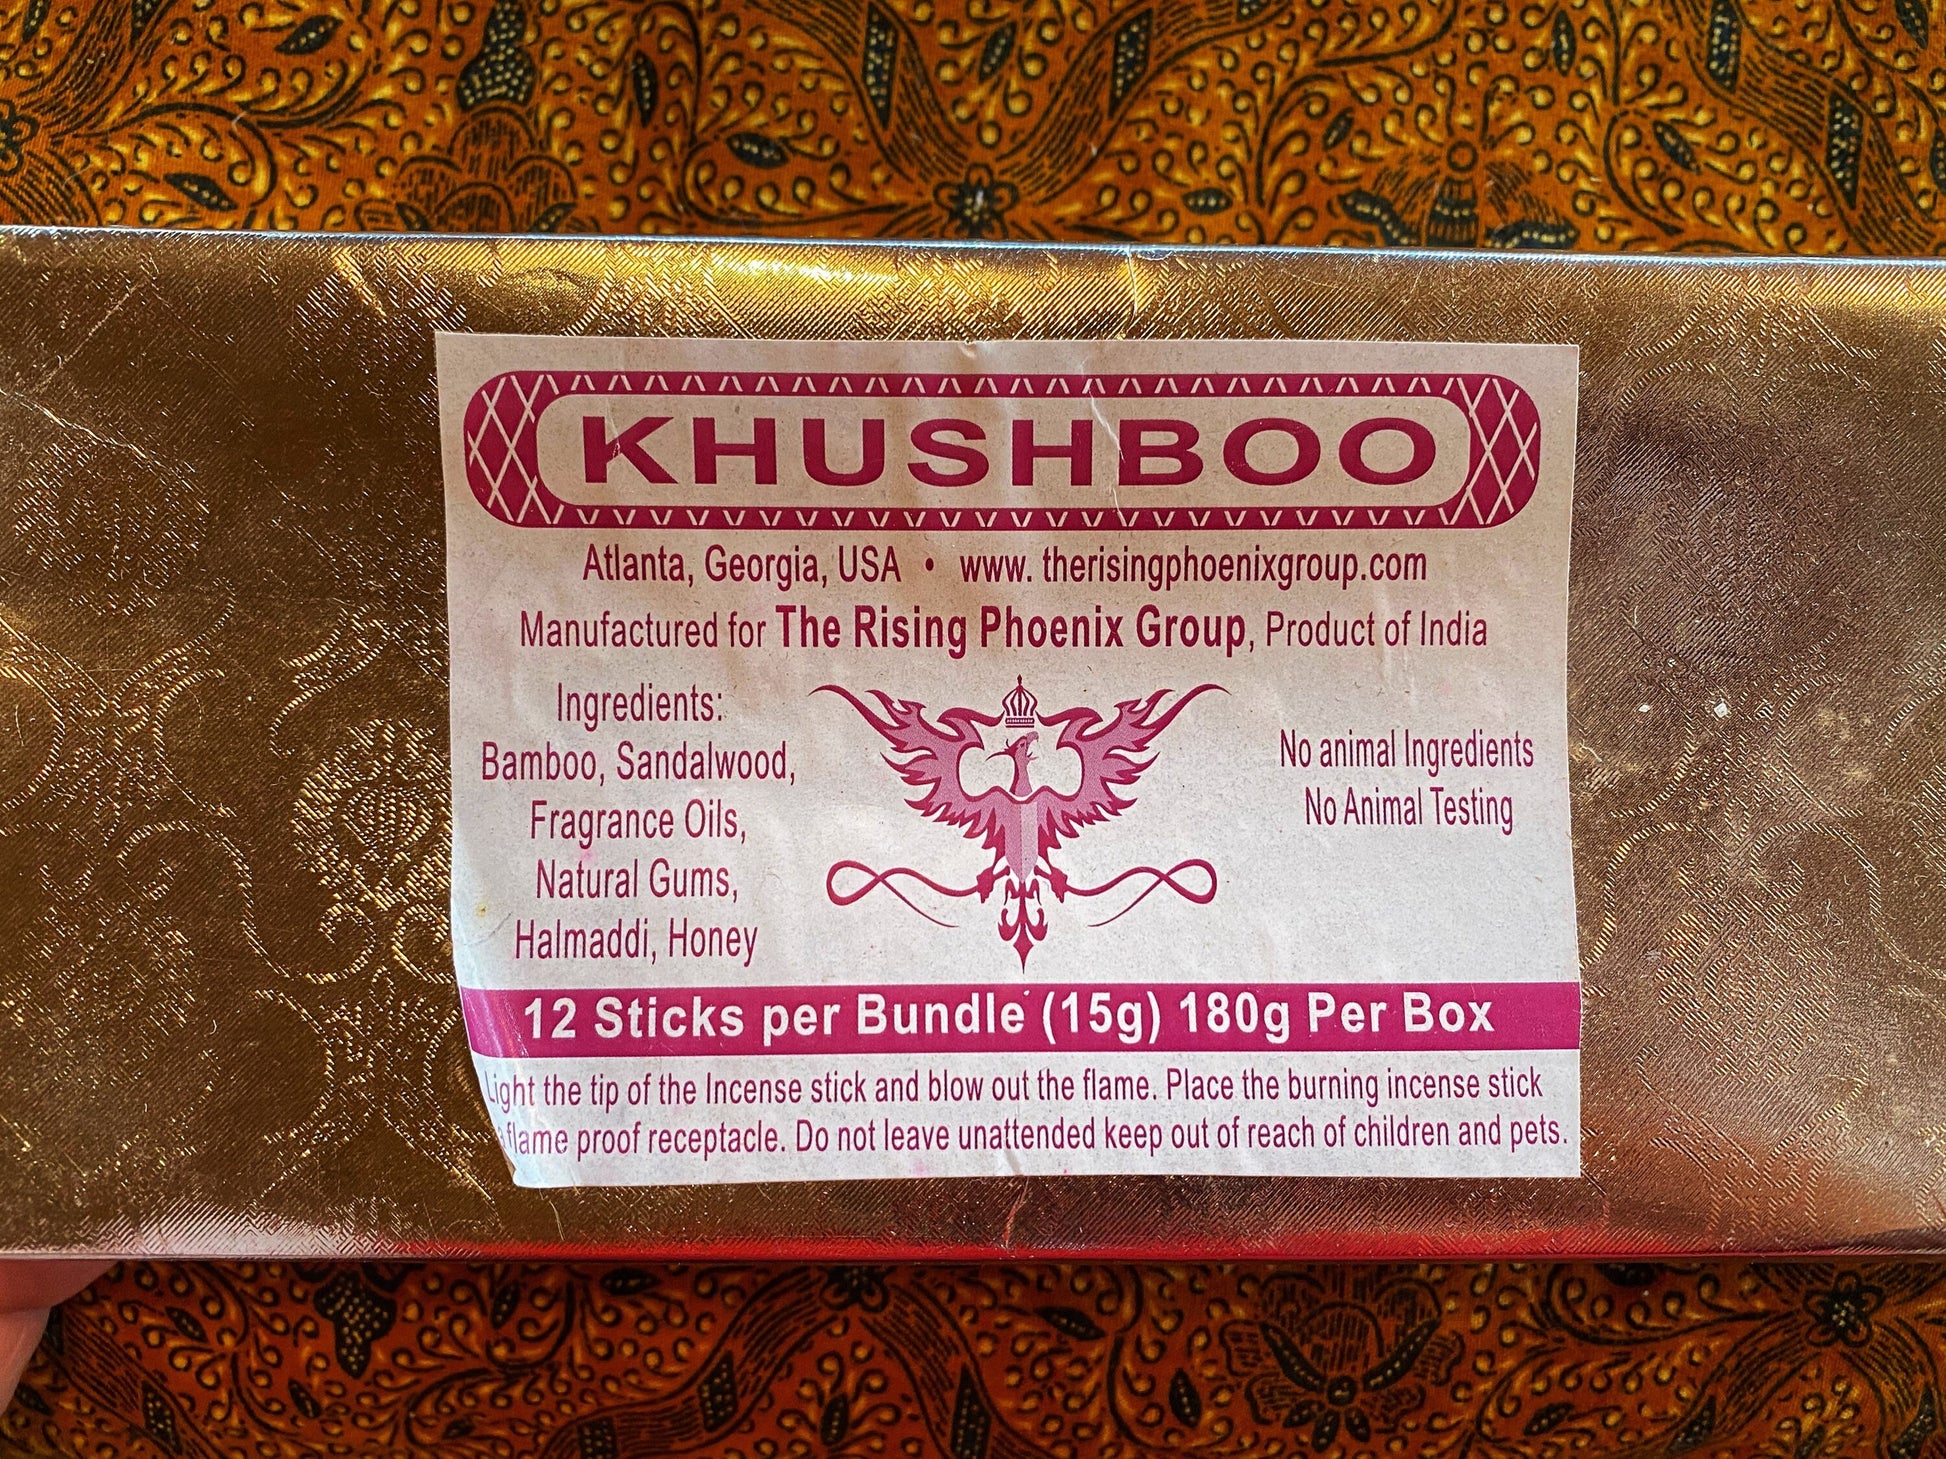 KHUSHBOO
Atlanta, Georgia, USA • www. therisingphoenixgroup.com
Manufactured for The Rising Phoenix Group, Product of India
Ingredients:
Bamboo, Sandalwood,
Fragrance Oils,
Natural Gums,
Halmaddi, Honey
No animal Ingredients
No Animal Testing
12 Sticks per Bundle (15g) 180g Per Box
Light the tip of the Incense stick and blow out the flame. Place the burning incense stick
flame proof receptacle. Do not leave unattended keep out of reach of children and pets.